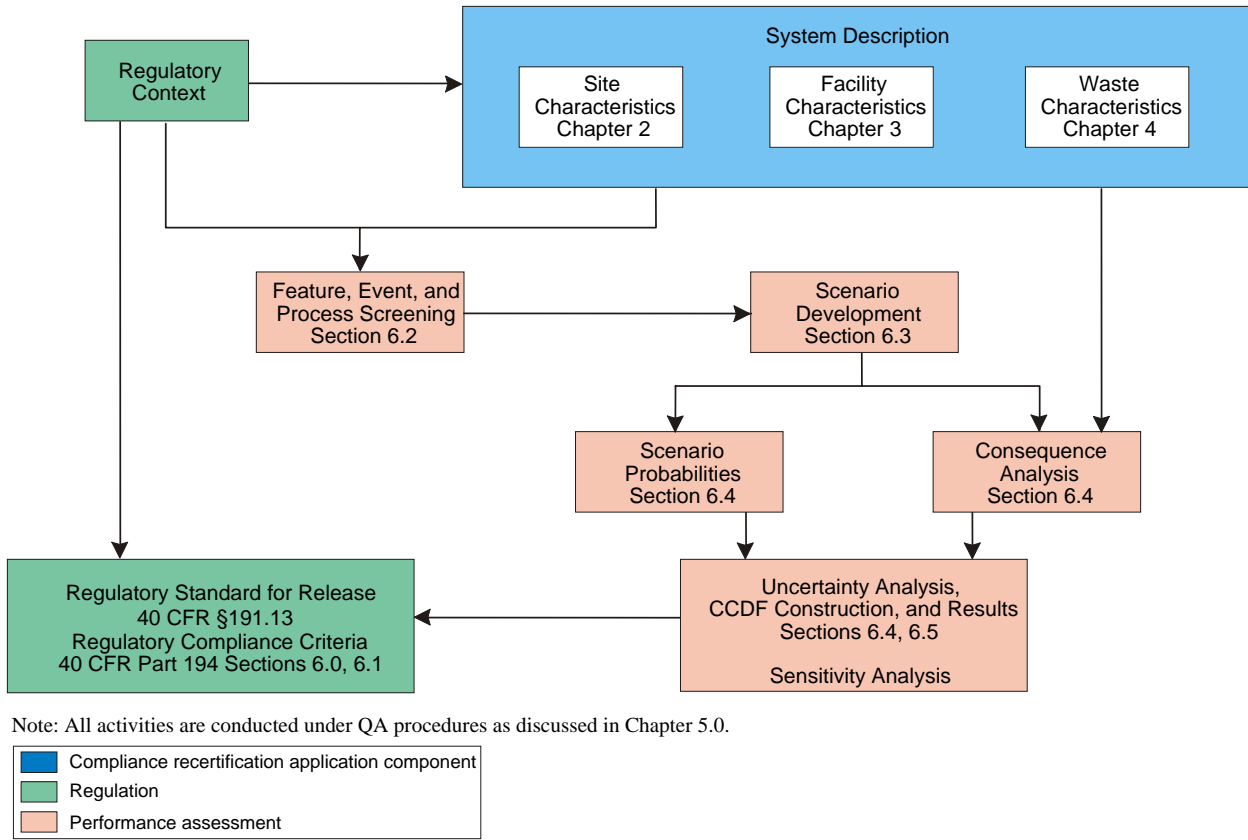 System Description
Regulatory
Context
Site
Characteristics
Chapter 2
Facility
Characteristics
Chapter 3
Waste
Characteristics
Chapter 4
Feature, Event, and
Process Screening
Section 6.2
Scenario
Development
Section 6.3
Scenario
Probabilities
Section 6.4
Consequence
Analysis
Section 6.4
Regulatory Standard for Release
40 CFR §191.13
Regulatory Compliance Criteria
40 CFR Part 194 Sections 6.0, 6.1
Uncertainty Analysis,
CCDF Construction, and Results
Sections 6.4, 6.5
Sensitivity Analysis
Note: All activities are conducted under QA procedures as discussed in Chapter 5.0.
Compliance recertification application component
Regulation
Performance assessment